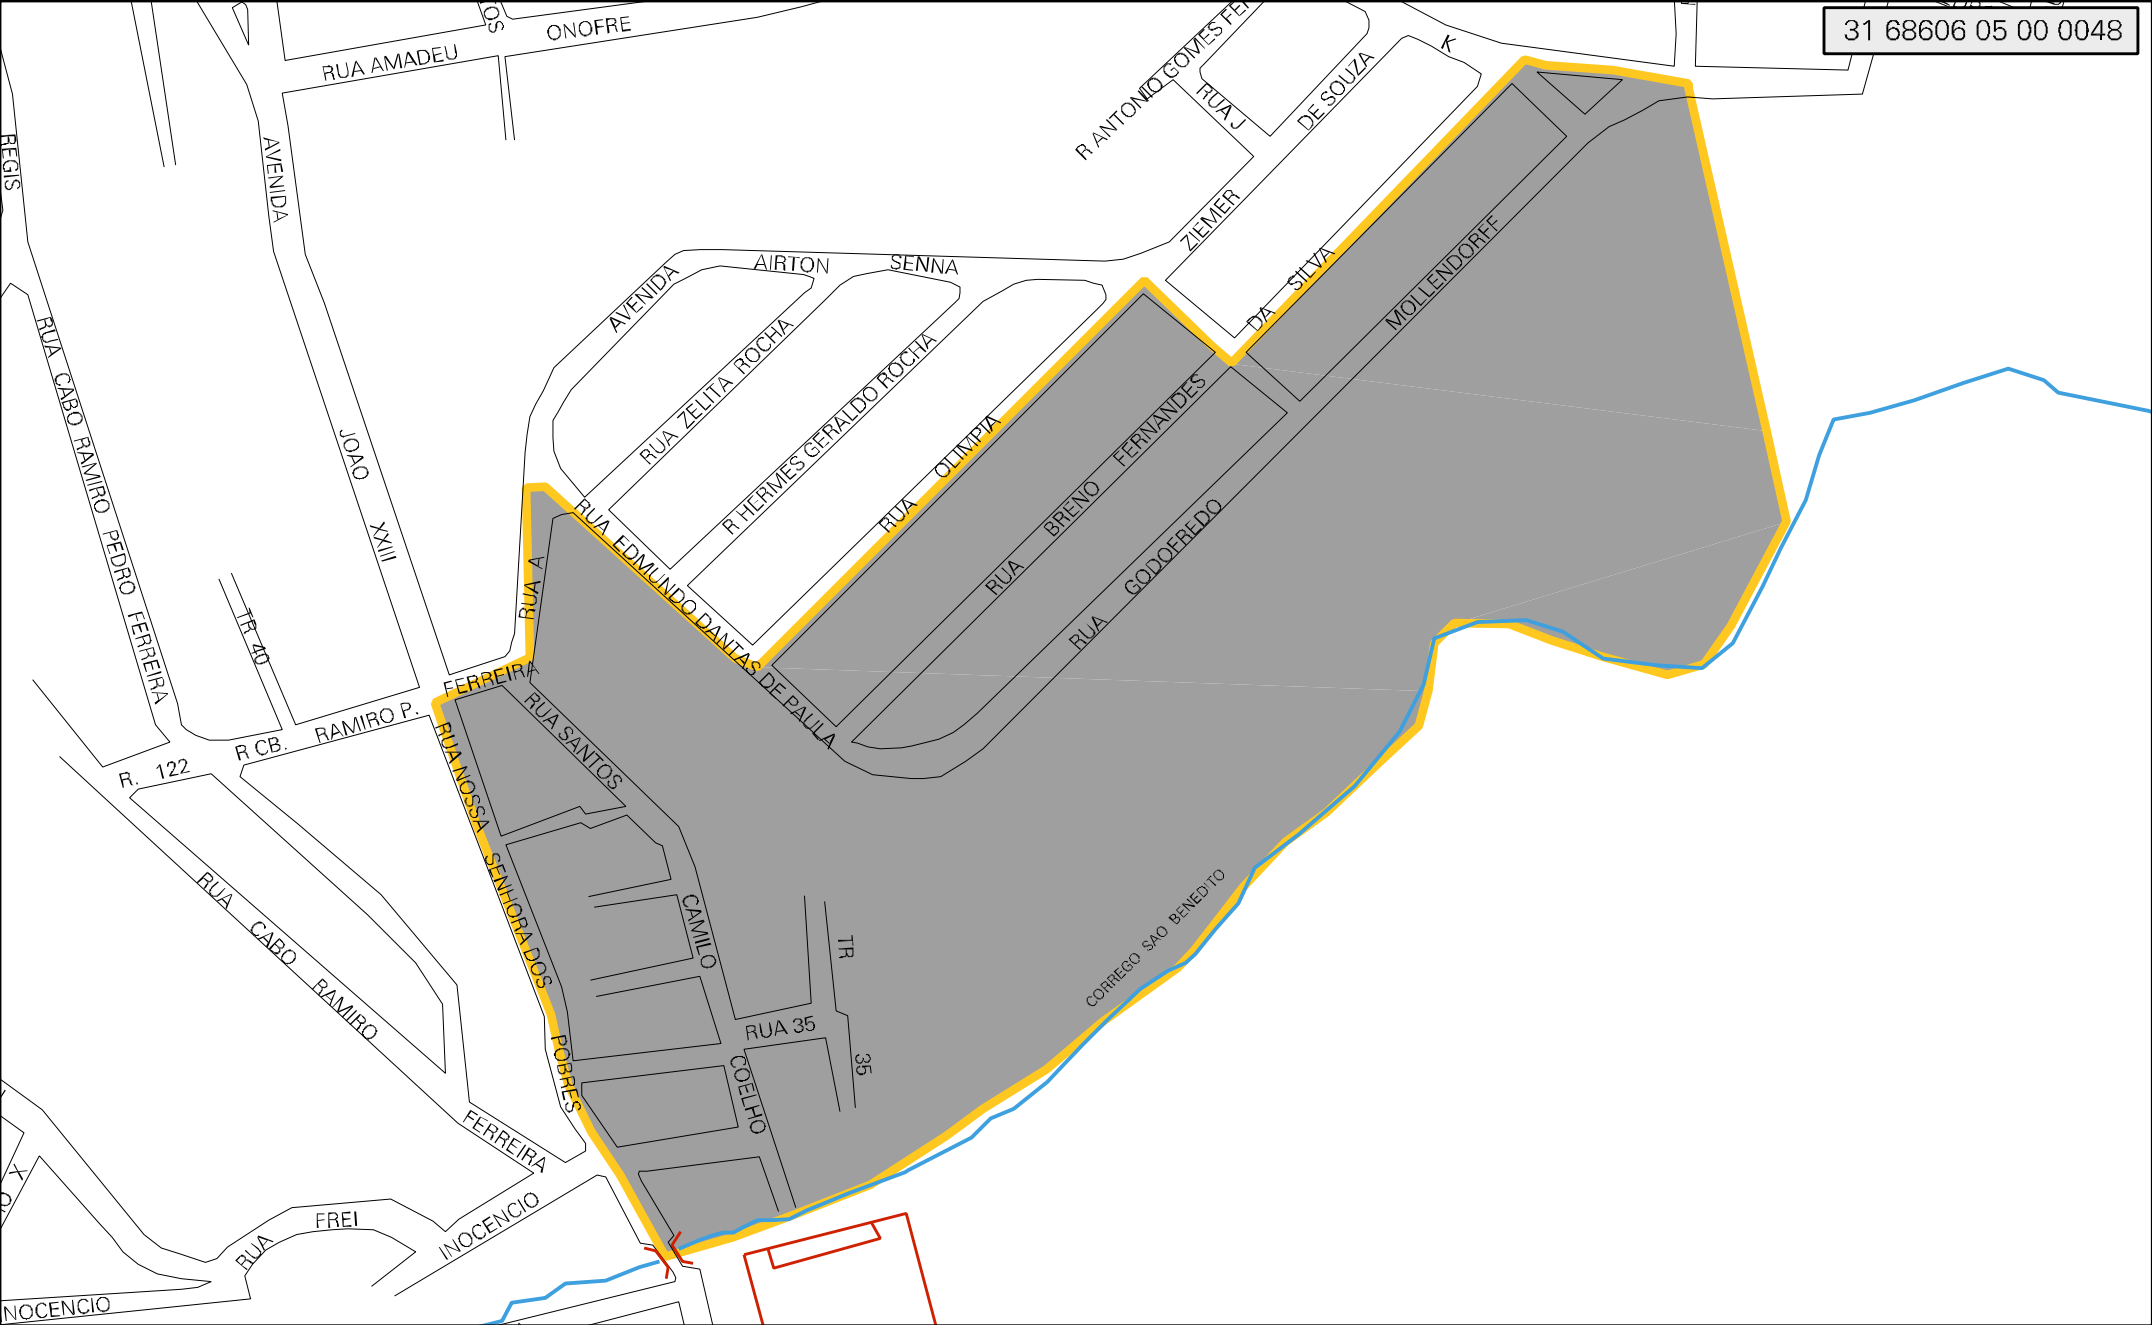 31 68606 05 00 0048
OS
ONOFRE
RUA AMADEU
R ANTONIO GOMES
RUA J
DE SOUZA
K
REGIS
AVENIDA
ZIEMER
DA SILVA
MOLLENDORFF
AVENIDA
AIRTON
SENNA
RUA CABO RAMIRO PEDRO FERREIRA
RUA ZELITA ROCHA
R HERMES GERALDO ROCHA
RUA OLIMPIA
JOAO XXIII
RUA BRENO FERNANDES
RUA GODOFREDO
RUA EDMUNDO DANTAS DE PAULA
RUA A
TR 40
FERREIRA
RAMIRO P.
R CB.
R. 122
RUA SANTOS
RUA NOSSA SENHORA DOS POBRES
RUA CABO RAMIRO
FERREIRA
CAMILO
COELHO
TR 35
RUA 35
CORREGO SAO BENEDITO
X
FREI
RUA
INOCENCIO
NOCENCIO